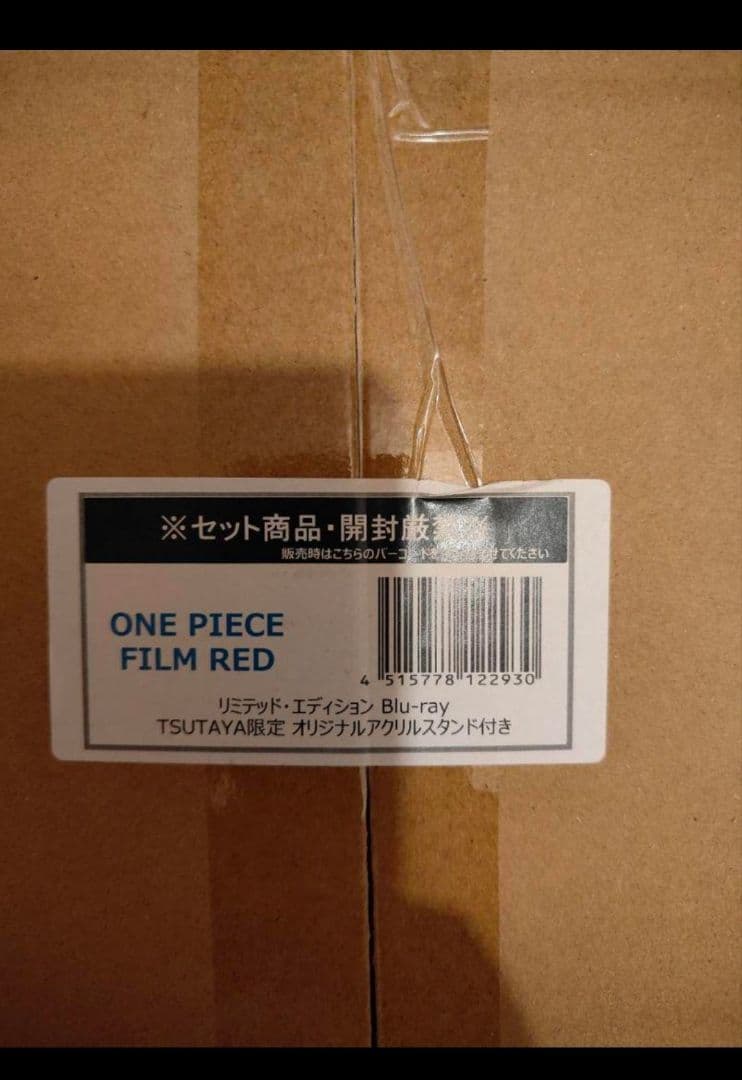 ※セット商品・開封厳禁※
販売時はこちらのバーコードを
せてください
ONE PIECE
FILM RED
4 515778 122930
リミテッド・エディション Blu-ray
TSUTAYA限定 オリジナルアクリルスタンド付き